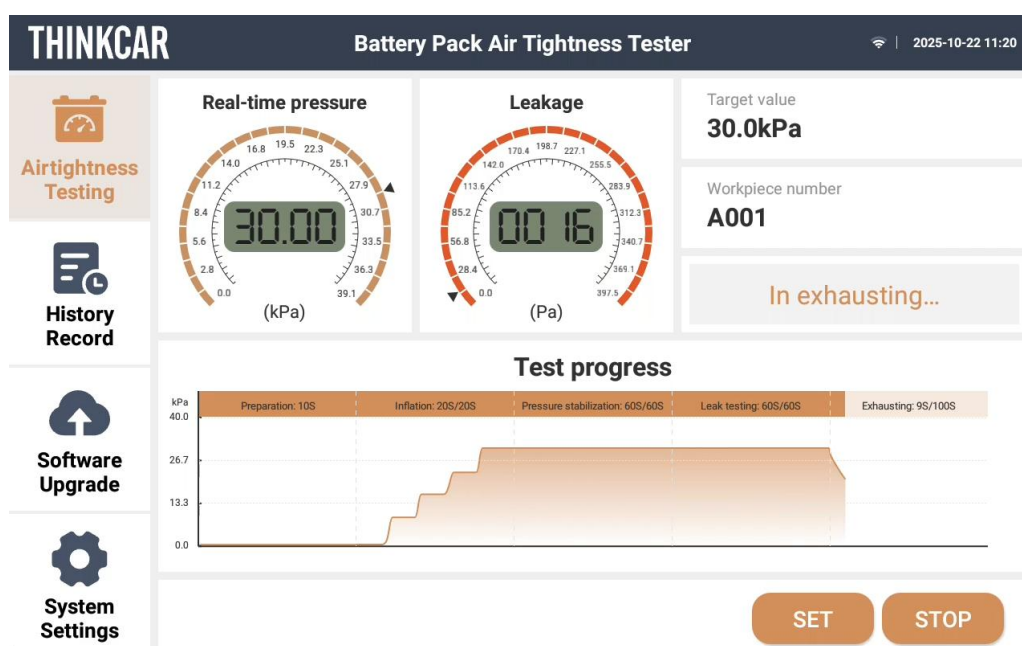 THINKCAR
Battery Pack Air Tightness Tester
2025-10-22 11:20
Airtightness
Testing
History
Record
Software
Upgrade
System
Settings
Real-time pressure
0.0
2.8
5.6
8.4
11.2
14.0
16.8
19.5
22.3
25.1
27.9
30.7
33.5
36.3
39.1
30.00
(kPa)
Leakage
0.0
28.4
56.8
85.2
113.6
142.0
170.4
198.7
227.1
255.5
283.9
312.3
340.7
369.1
397.5
00 16
(Pa)
Target value
30.0kPa
Workpiece number
A001
In exhausting...
Test progress
kPa
40.0
26.7
13.3
0.0
Preparation: 10S
Inflation: 20S/20S
Pressure stabilization: 60S/60S
Leak testing: 60S/60S
Exhausting: 9S/100S
SET
STOP